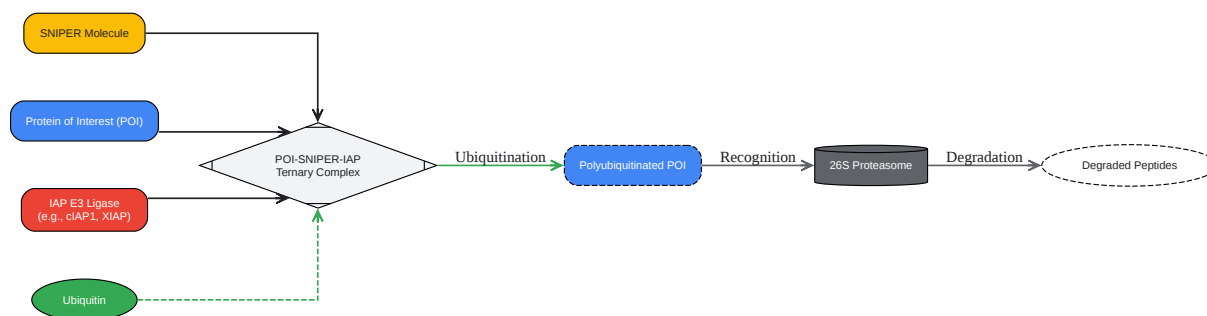 SNIPER Molecule
Protein of Interest (POI)
IAP E3 Ligase
(e.g., cIAP1, XIAP)
Ubiquitin
POI-SNIPER-IAP
Ternary Complex
Ubiquitination
Polyubiquitinated POI
Recognition
26S Proteasome
Degradation
Degraded Peptides